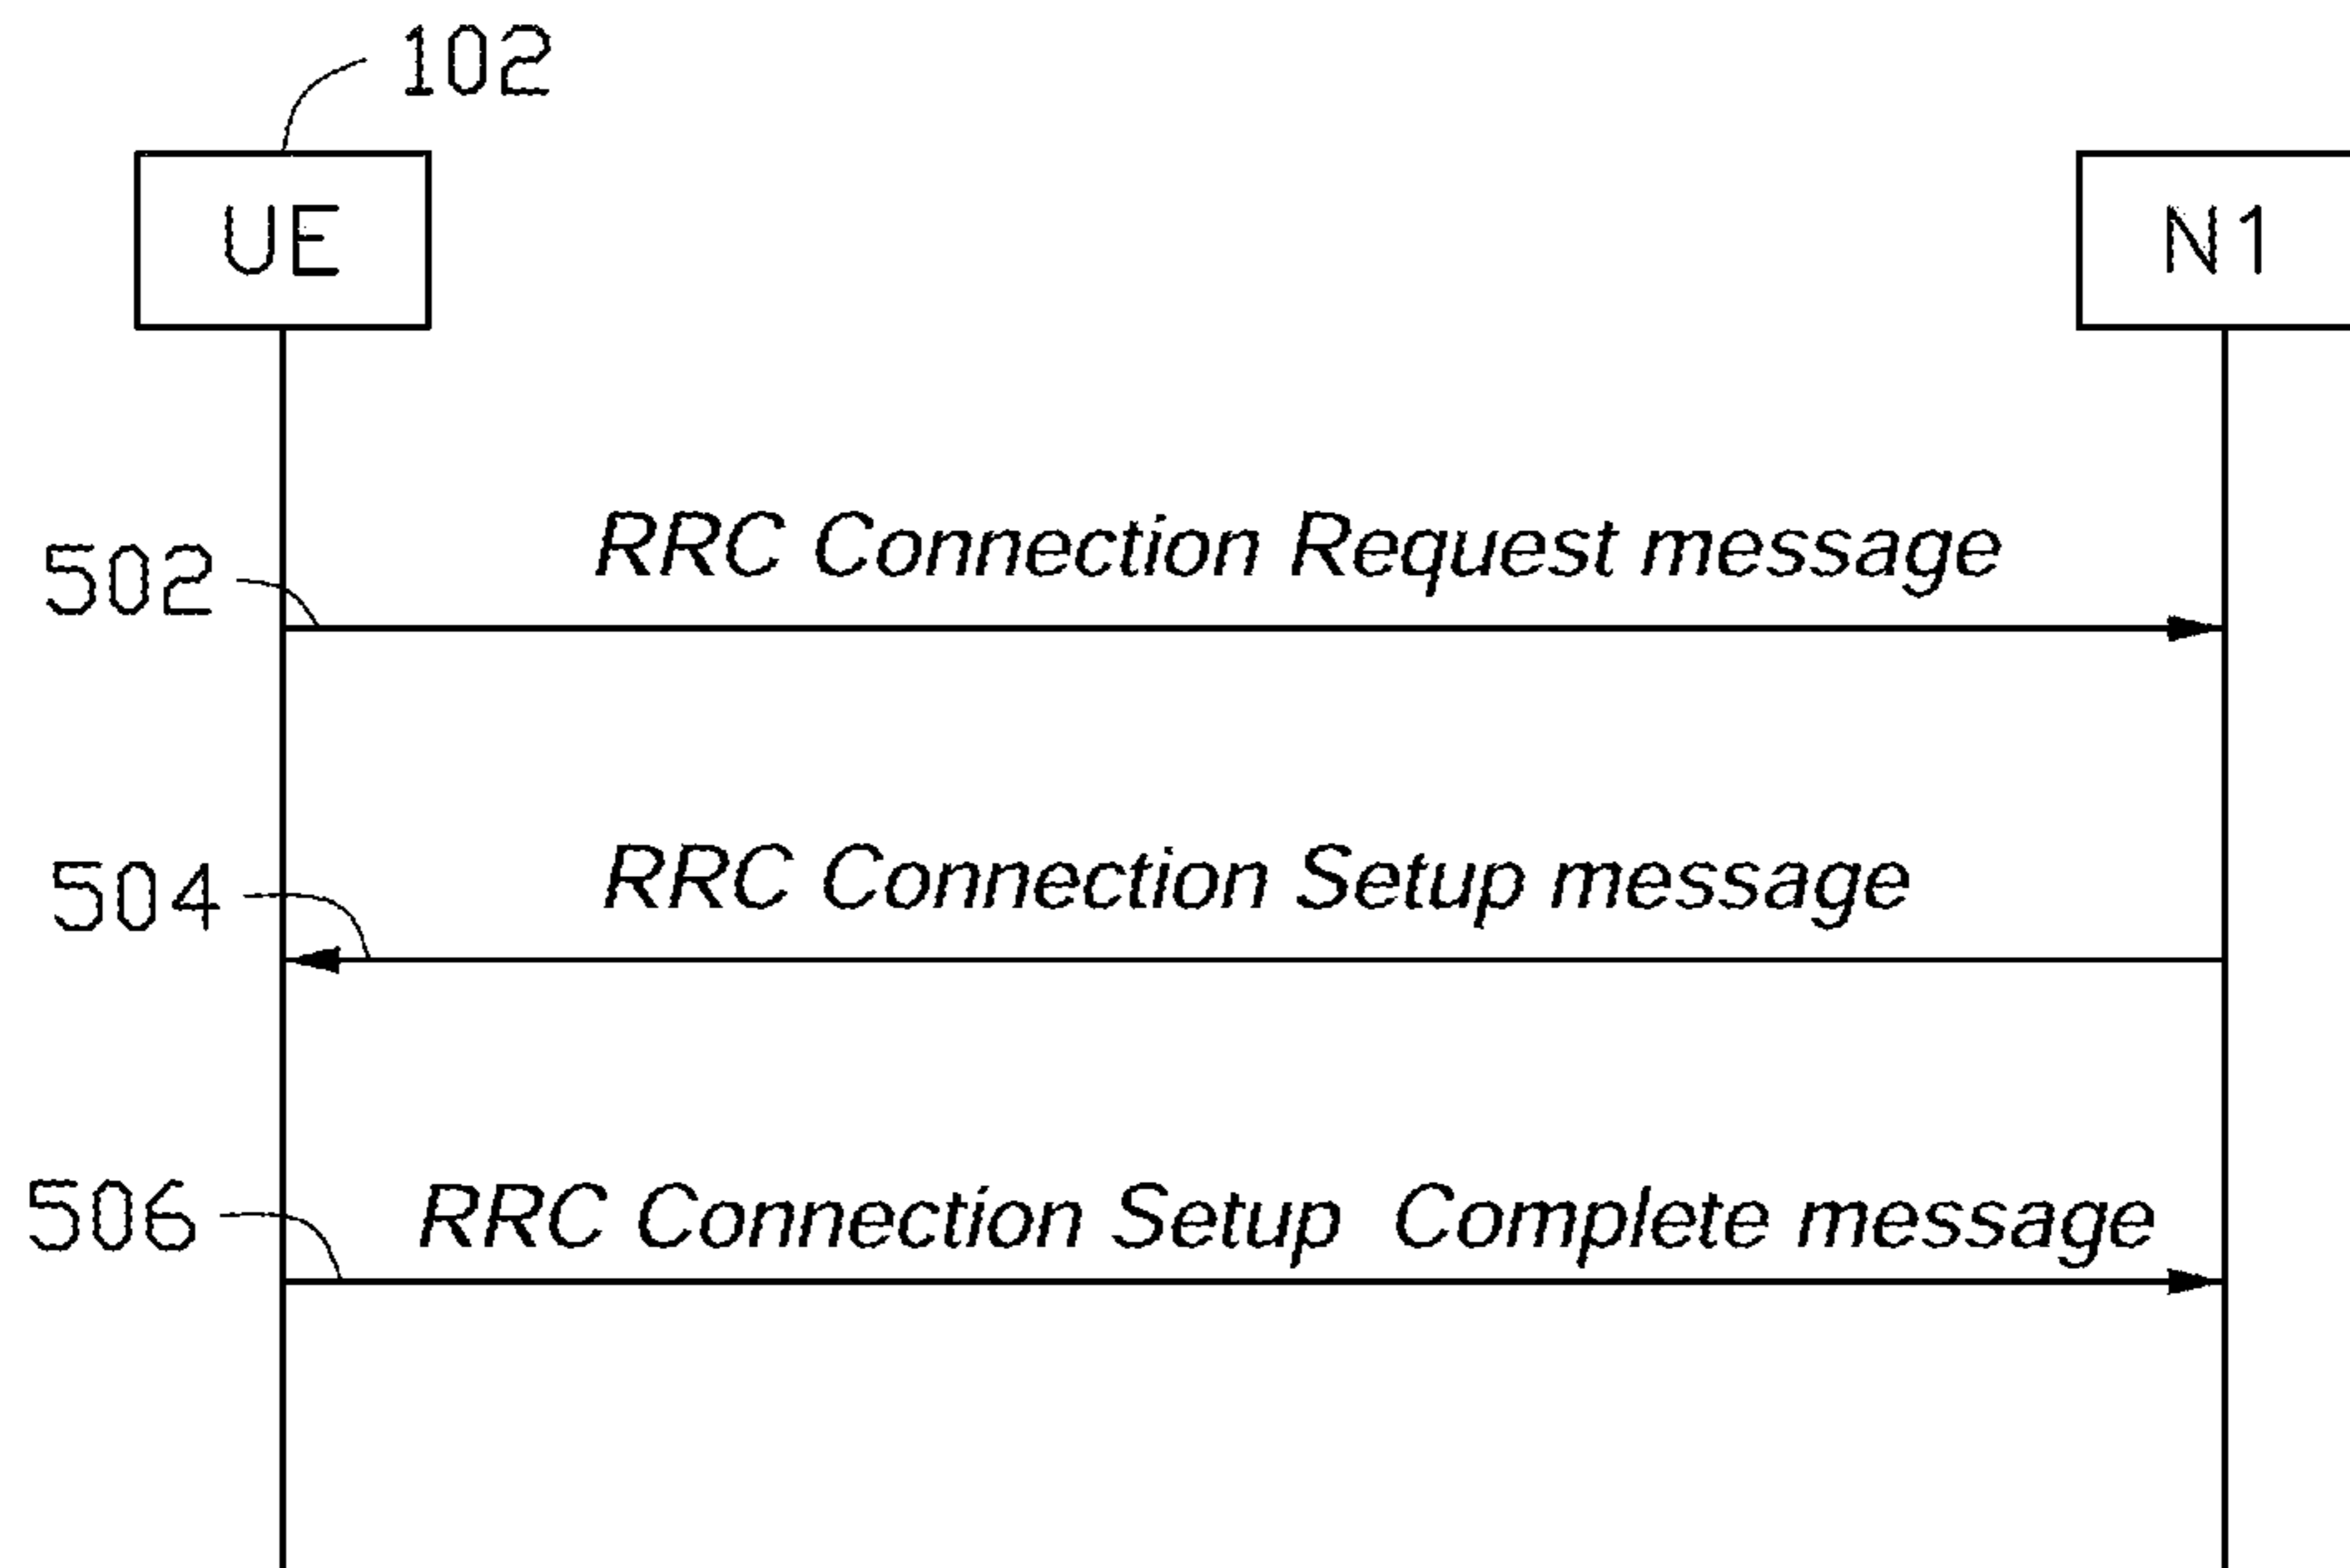 102
UE
N1
RRC Connection Request message
502
RRC Connection Setup message
504
RRC Connection Setup Complete message
506